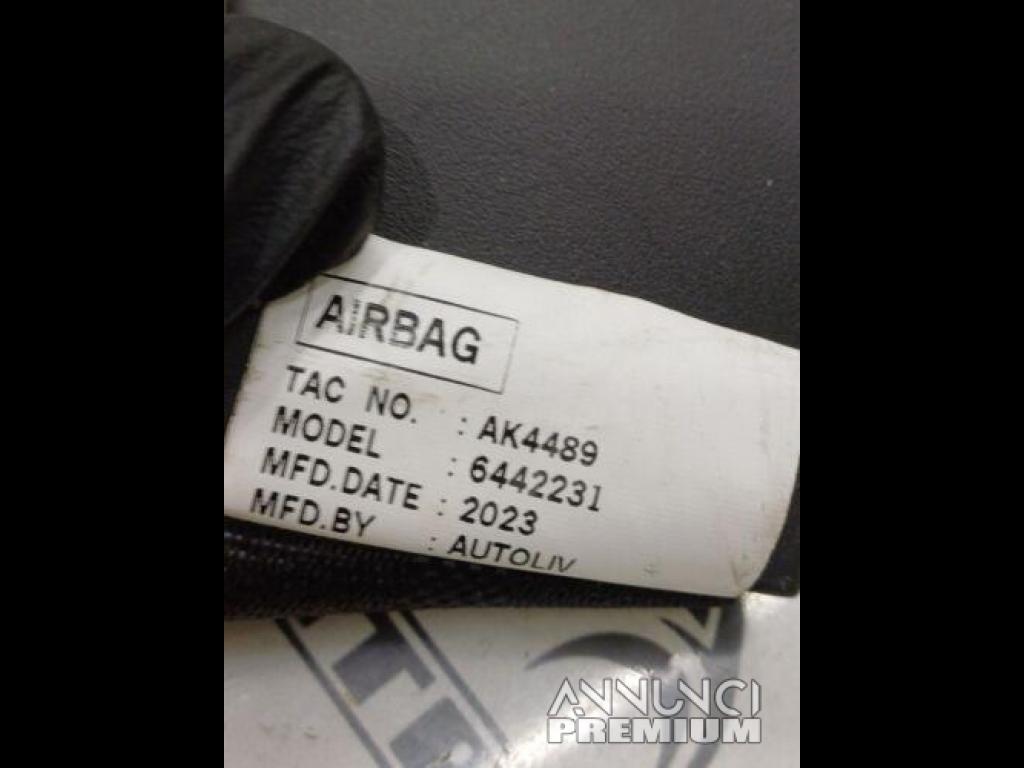 AIRBAG
TAC NO. : AK4489
MODEL : 6442231
MFD.DATE : 2023
MFD.BY : AUTOLIV
ANNUNCI
PREMIUM